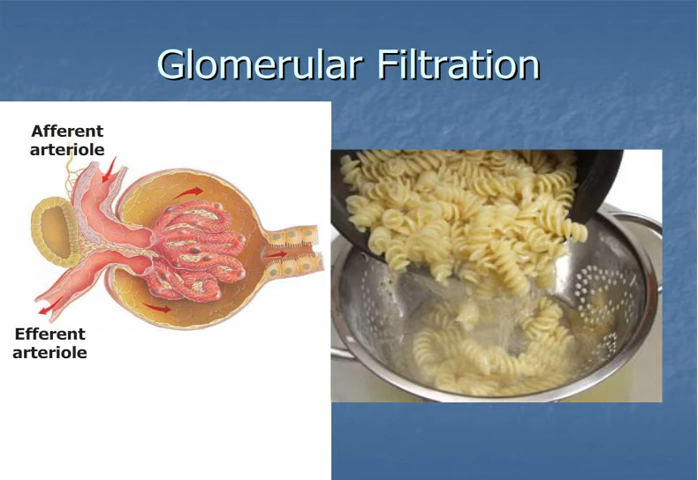 Glomerular Filtration
Afferent
arteriole
Efferent
arteriole